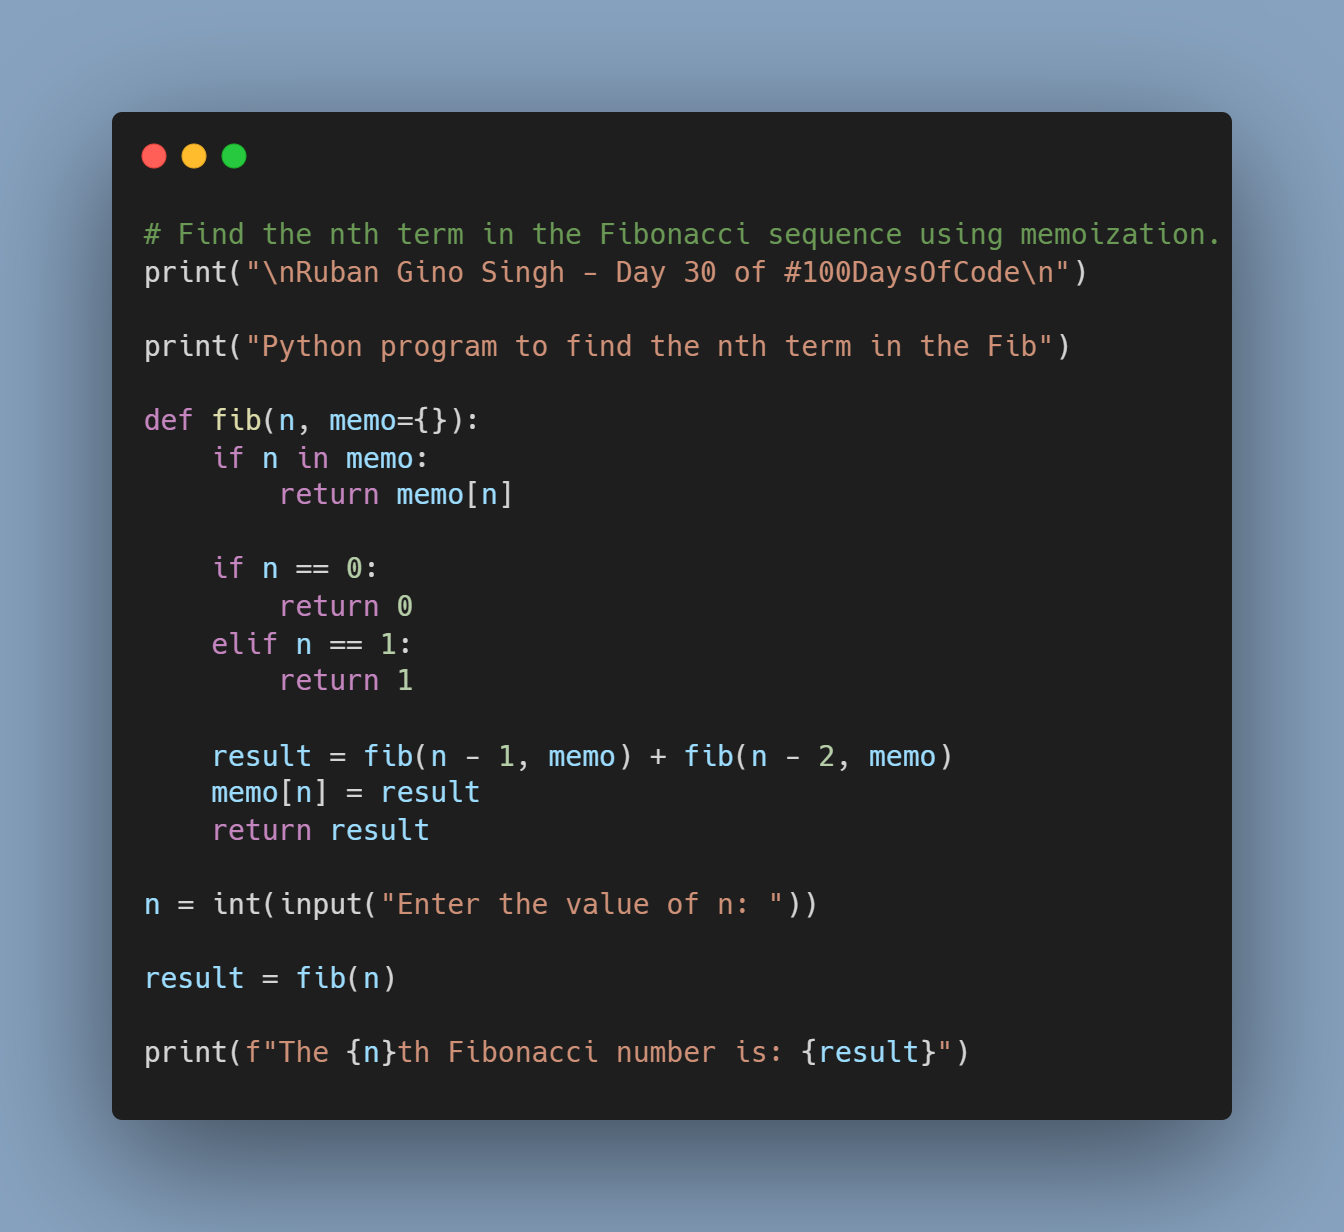 # Find the nth term in the Fibonacci sequence using memoization.
print("\nRuban Gino Singh - Day 30 of #100DaysOfCode\n")
print("Python program to find the nth term in the Fib")
def fib(n, memo={}):
    if n in memo:
        return memo[n]
    if n == 0:
        return 0
    elif n == 1:
        return 1
    result = fib(n - 1, memo) + fib(n - 2, memo)
    memo[n] = result
    return result
n = int(input("Enter the value of n: "))
result = fib(n)
print(f"The {n}th Fibonacci number is: {result}")